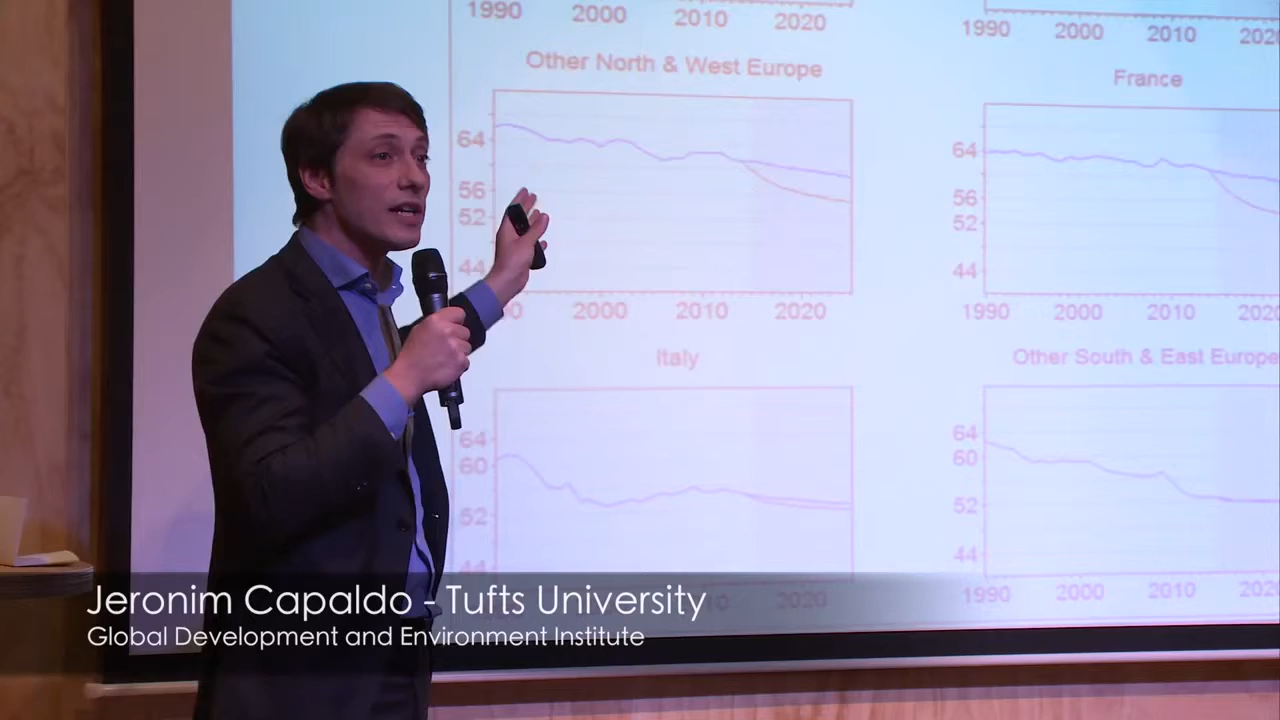 1990 2000 2010 2020
1990 2000 2010 2020
Other North & West Europe
64
56
52
44
2000 2010 2020
France
64
56
52
44
1990 2000 2010 2020
Italy
64
60
52
44
2020
Other South & East Europe
64
60
52
44
1990 2000 2010 2020
Jeronim Capaldo - Tufts University
Global Development and Environment Institute